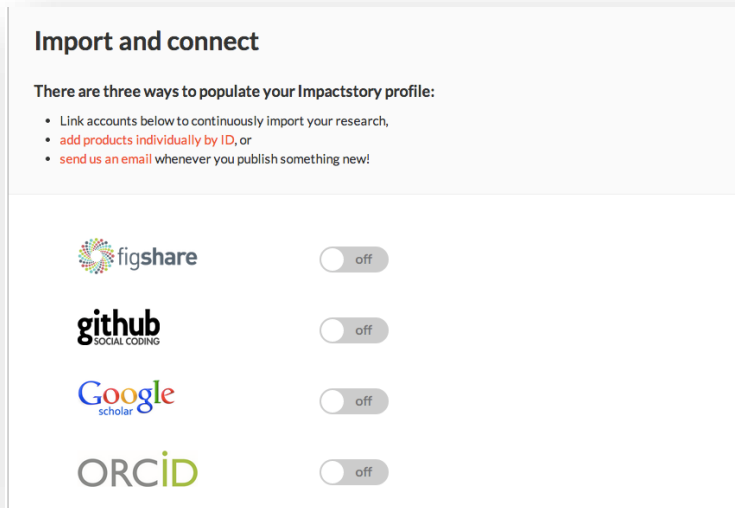 Import and connect
There are three ways to populate your Impactstory profile:
• Link accounts below to continuously import your research,
• add products individually by ID, or
• send us an email whenever you publish something new!
figshare
off
github
SOCIAL CODING
off
Google
scholar
off
ORCID
off